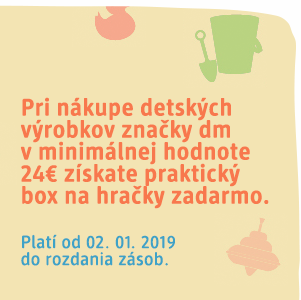 Pri nákupe detských
výrobkov značky dm
v minimálnej hodnote
24€ získate praktický
box na hračky zadarmo.
Platí od 02. 01. 2019
do rozdania zásob.